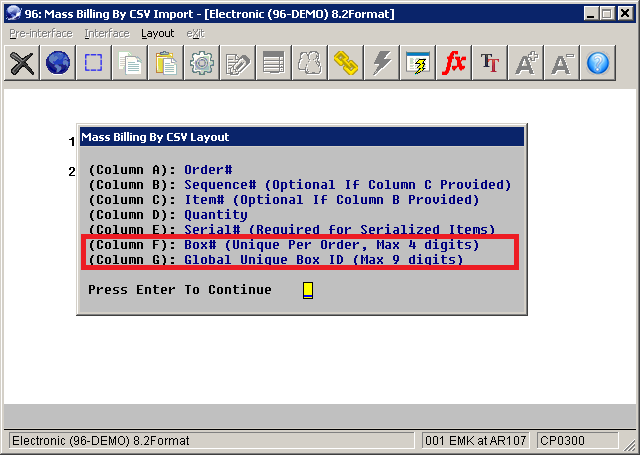 96: Mass Billing By CSV Import - [Electronic (96-DEMO) 8.2Format]
Pre-interface Interface Layout eXit
fx TT A+ A- ?
Mass Billing By CSV Layout
1
(Column A): Order#
2
(Column B): Sequence# (Optional If Column C Provided)
(Column C): Item# (Optional If Column B Provided)
(Column D): Quantity
(Column E): Serial# (Required for Serialized Items)
(Column F): Box# (Unique Per Order, Max 4 digits)
(Column G): Global Unique Box ID (Max 9 digits)
Press Enter To Continue
Electronic (96-DEMO) 8.2Format 001 EMK at AR107 CP0300